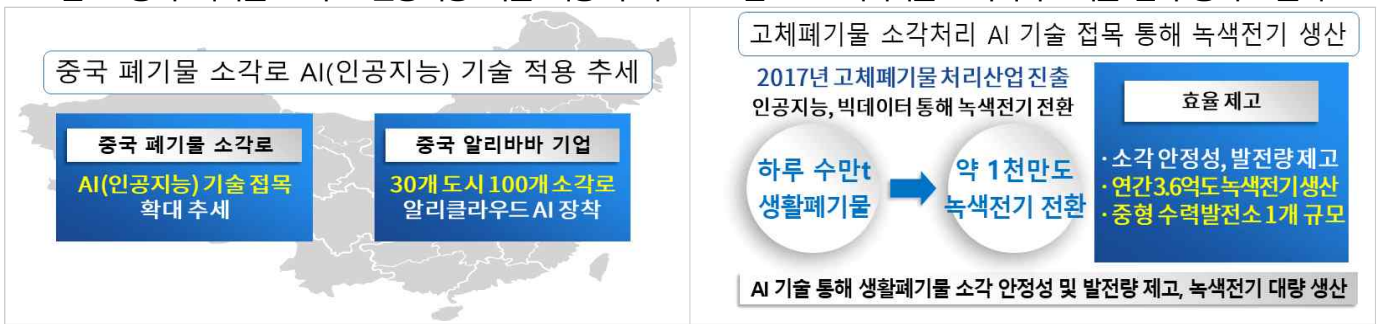 중국 폐기물 소각로 AI(인공지능) 기술 적용 추세
중국 폐기물 소각로
AI(인공지능) 기술 접목
확대 추세
중국 알리바바 기업
30개 도시 100개 소각로
알리클라우드 AI 장착
고체폐기물 소각처리 AI 기술 접목 통해 녹색전기 생산
2017년 고체폐기물처리산업 진출
인공지능, 빅데이터 통해 녹색전기 전환
하루 수만t
생활폐기물
약 1천만도
녹색전기 전환
효율 제고
· 소각 안정성, 발전량 제고
· 연간 3.6억도 녹색전기 생산
· 중형 수력발전소 1개 규모
AI 기술 통해 생활폐기물 소각 안정성 및 발전량 제고, 녹색전기 대량 생산